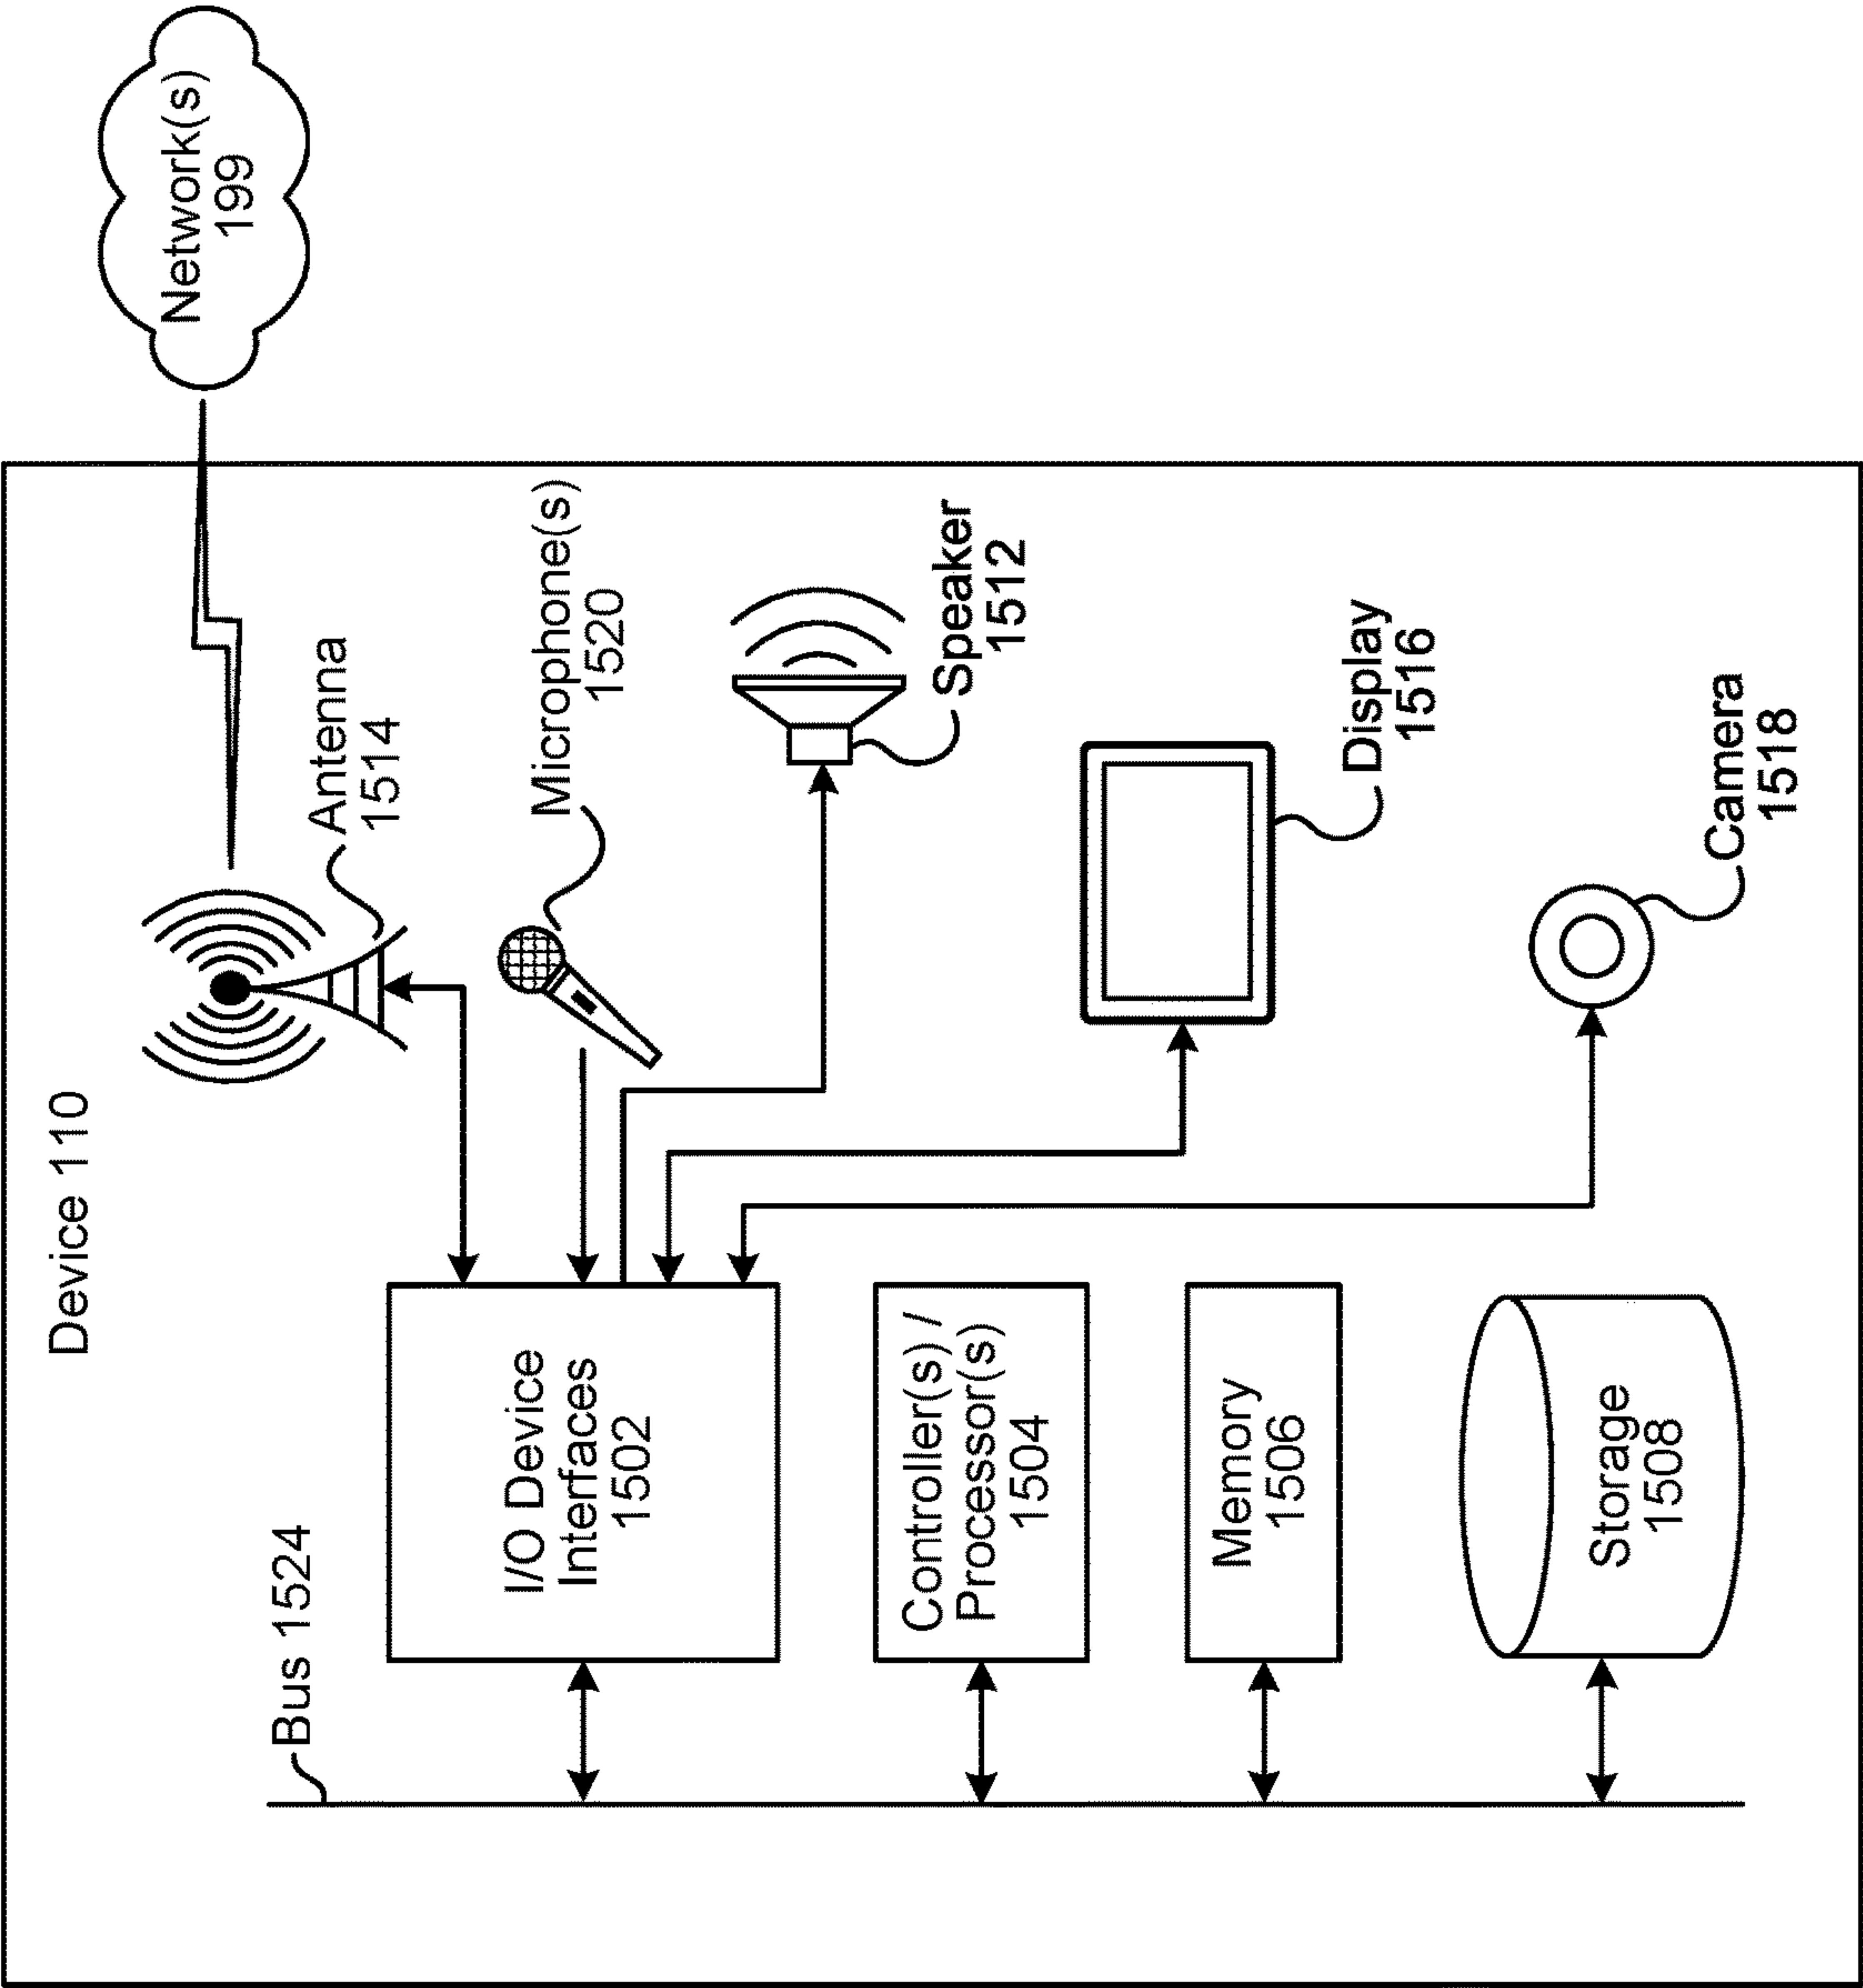 Device 110
Network(s)
199
Bus 1524
Antenna
1514
I/O Device
Interfaces
1502
Microphone(s)
1520
Speaker
1512
Controller(s) /
Processor(s)
1504
Display
1516
Memory
1506
Camera
1518
Storage
1508